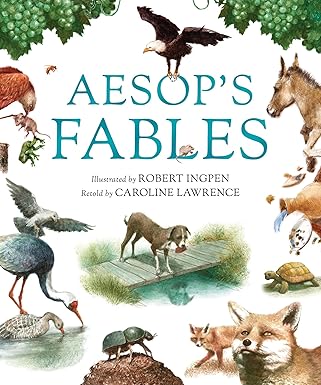 AESOP'S
FABLES
Illustrated by ROBERT INGPEN
Retold by CAROLINE LAWRENCE